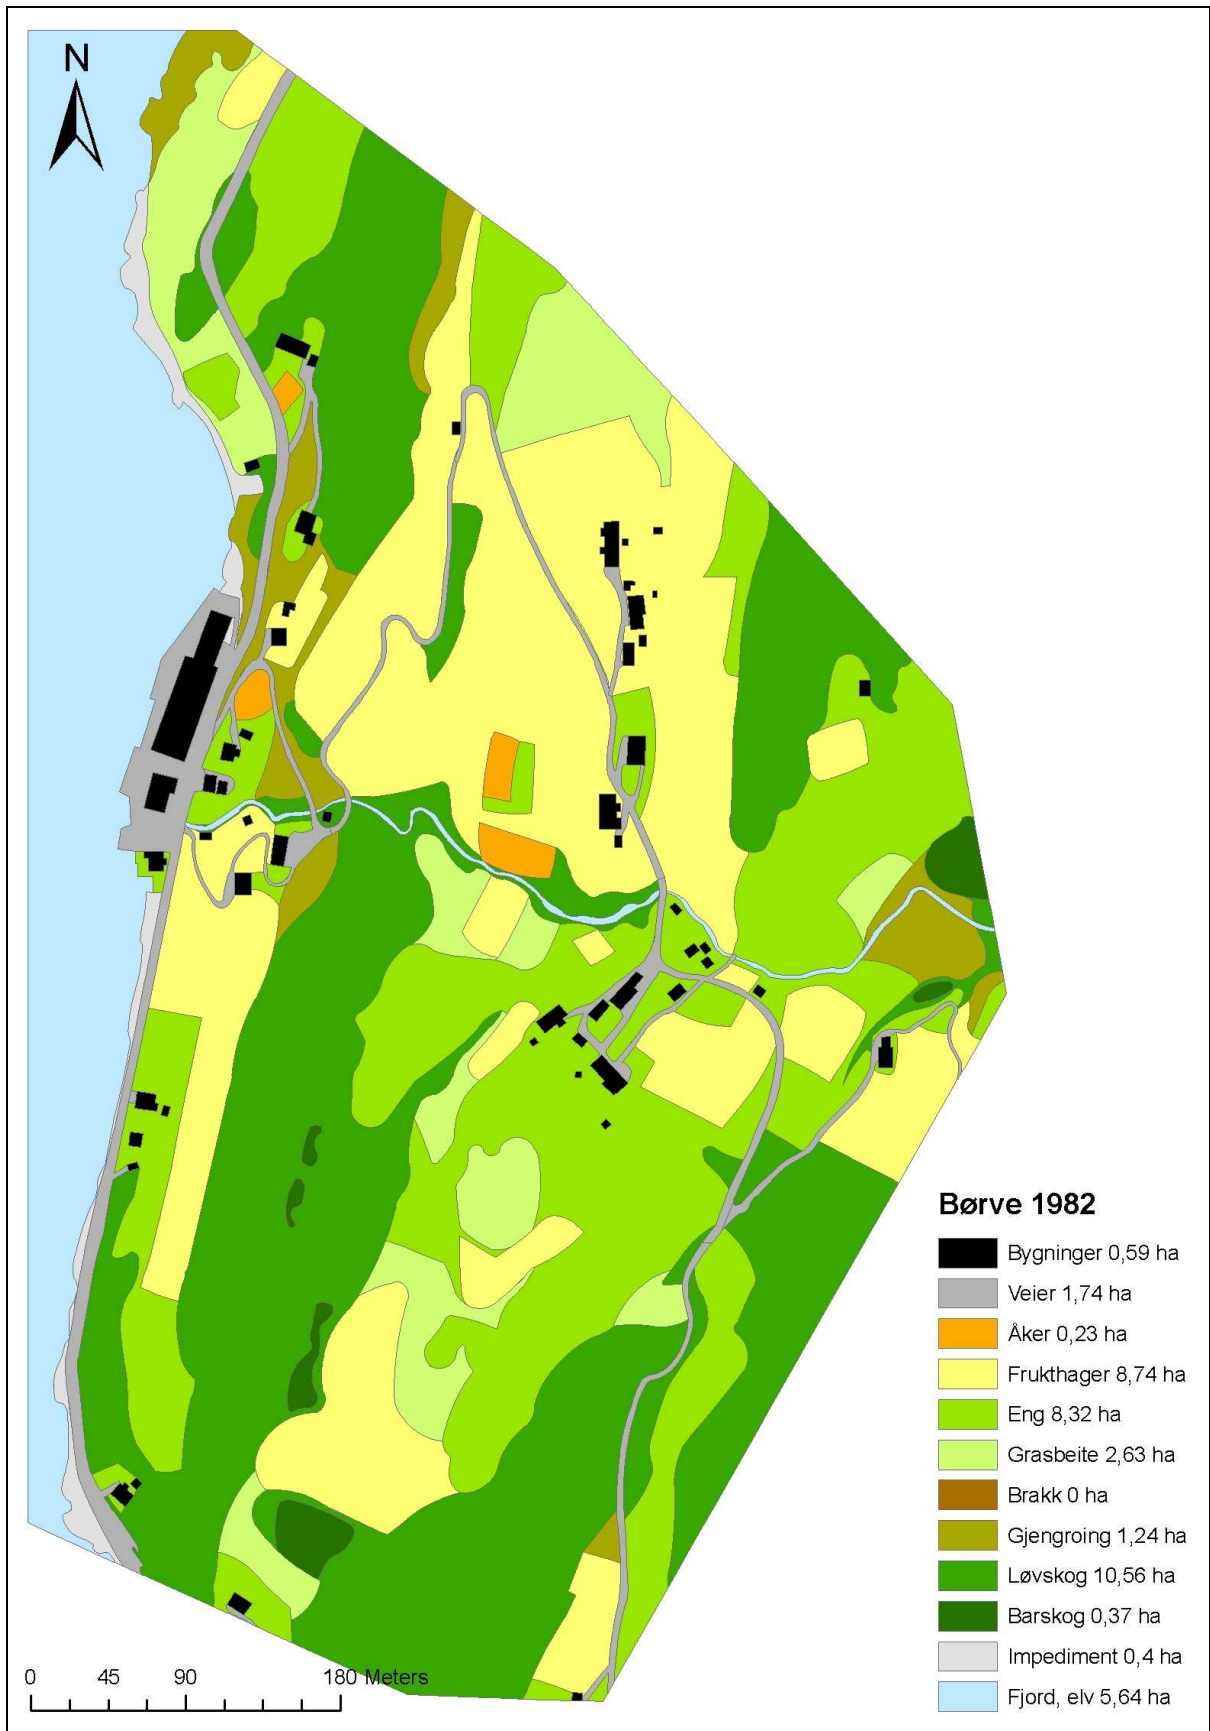 N
Børve 1982
Bygninger 0,59 ha
Veier 1,74 ha
Åker 0,23 ha
Frukthager 8,74 ha
Eng 8,32 ha
Grasbeite 2,63 ha
Brakk 0 ha
Gjengroing 1,24 ha
Løvskog 10,56 ha
Barskog 0,37 ha
Impediment 0,4 ha
Fjord, elv 5,64 ha
0 45 90 180 Meters